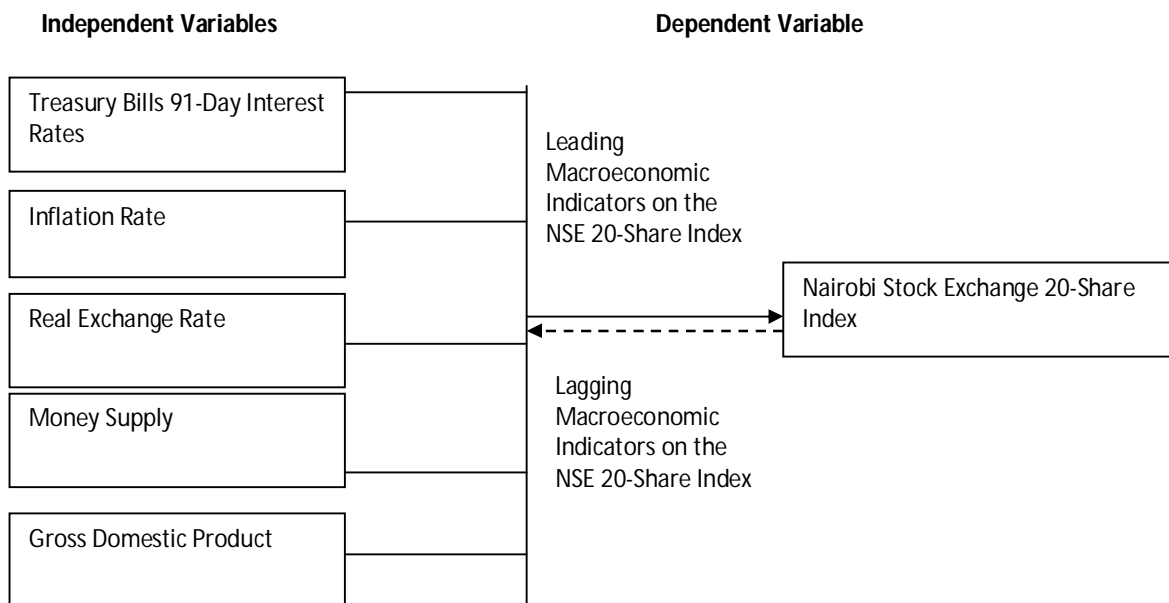 Independent Variables
Dependent Variable
Treasury Bills 91-Day Interest
Rates
Inflation Rate
Real Exchange Rate
Money Supply
Gross Domestic Product
Leading
Macroeconomic
Indicators on the
NSE 20-Share Index
Lagging
Macroeconomic
Indicators on the
NSE 20-Share Index
Nairobi Stock Exchange 20-Share
Index